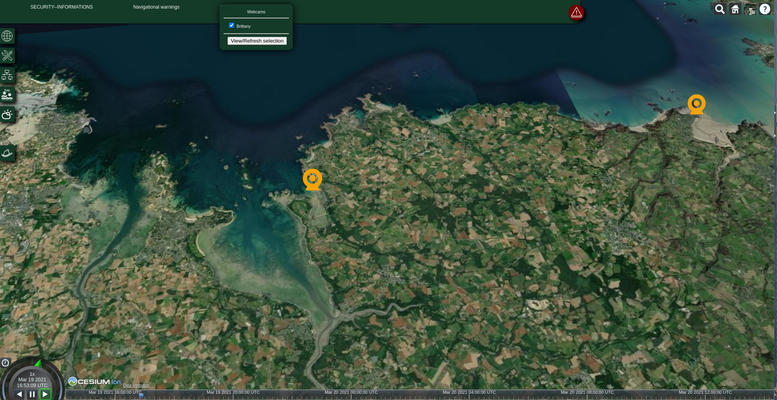 SECURITY--INFORMATIONS
Navigational warnings
Webcams
Brittany
View/Refresh selection
1x
Mar 19 2021
16:53:09 UTC
CESIUM ion
Mar 19 2021 16:00:00 UTC
Mar 19 2021 20:00:00 UTC
Mar 20 2021 00:00:00 UTC
Mar 20 2021 04:00:00 UTC
Mar 20 2021 08:00:00 UTC
Mar 20 2021 12:00:00 UTC